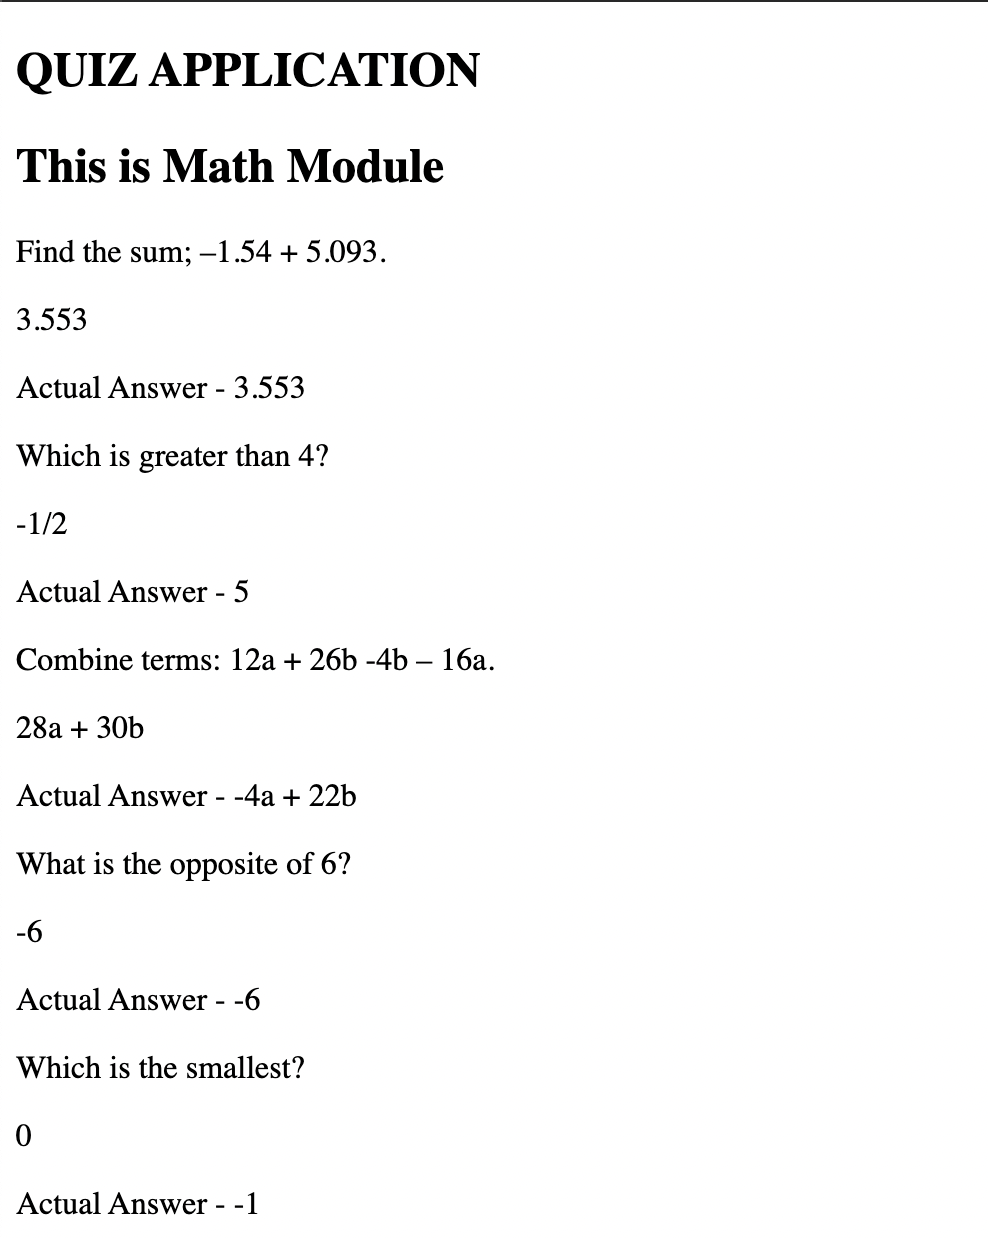 QUIZ APPLICATION
This is Math Module
Find the sum; –1.54 + 5.093.
3.553
Actual Answer - 3.553
Which is greater than 4?
-1/2
Actual Answer - 5
Combine terms: 12a + 26b -4b – 16a.
28a + 30b
Actual Answer - -4a + 22b
What is the opposite of 6?
-6
Actual Answer - -6
Which is the smallest?
0
Actual Answer - -1